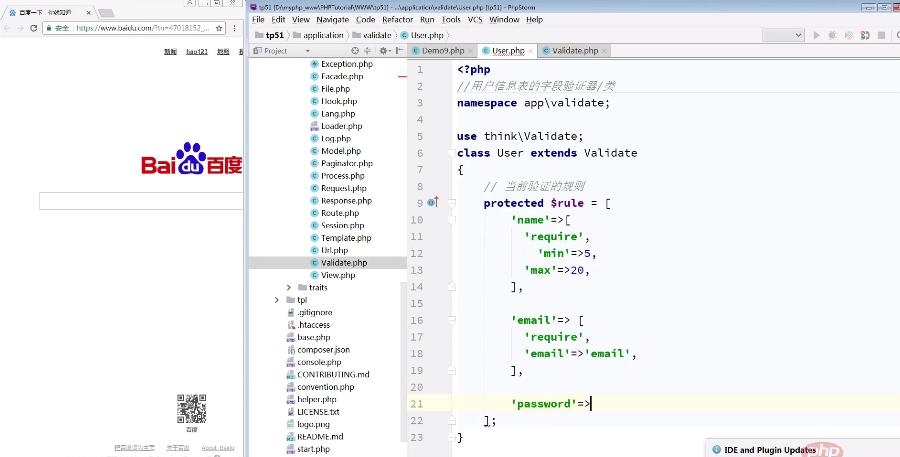 百度一下，你就知道
安全 https://www.baidu.com/?tn=47018152_
新闻 hao123 地图
Bai du 百度
百度
把百度设为主页 关于百度 About Baidu
tp51 [D:\myphp_www\PHPTutorial\WWW\tp51] - ...\application\validate\User.php [tp51] - PhpStorm
File Edit View Navigate Code Refactor Run Tools VCS Window Help
tp51 application validate User.php
Project
Demo9.php User.php Validate.php
Exception.php
Facade.php
File.php
Hook.php
Lang.php
Loader.php
Log.php
Model.php
Paginator.php
Process.php
Request.php
Response.php
Route.php
Session.php
Template.php
Url.php
Validate.php
View.php
traits
tpl
.gitignore
.htaccess
base.php
composer.json
console.php
CONTRIBUTING.md
convention.php
helper.php
LICENSE.txt
logo.png
README.md
start.php
1 <?php
2 //用户信息表的字段验证器/类
3 namespace app\validate;
4
5 use think\Validate;
6 class User extends Validate
7 {
8 // 当前验证的规则
9 protected $rule = [
10 'name'=>[
11 'require',
12 'min'=>5,
13 'max'=>20,
14 ],
15
16 'email'=> [
17 'require',
18 'email'=>'email',
19 ],
20
21 'password'=>
22 ];
23 }
IDE and Plugin Updates
php